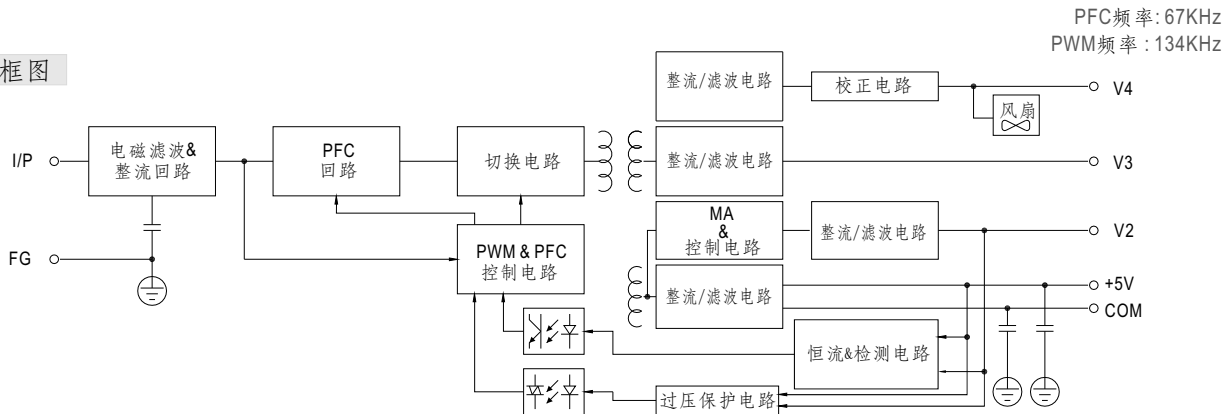 PFC频率: 67KHz
PWM频率 : 134KHz
框图
整流/滤波电路
校正电路
V4
风扇
I/P
电磁滤波&
整流回路
PFC
回路
切换电路
整流/滤波电路
V3
MA
&
控制电路
整流/滤波电路
V2
FG
PWM & PFC
控制电路
整流/滤波电路
+5V
COM
恒流&检测电路
过压保护电路